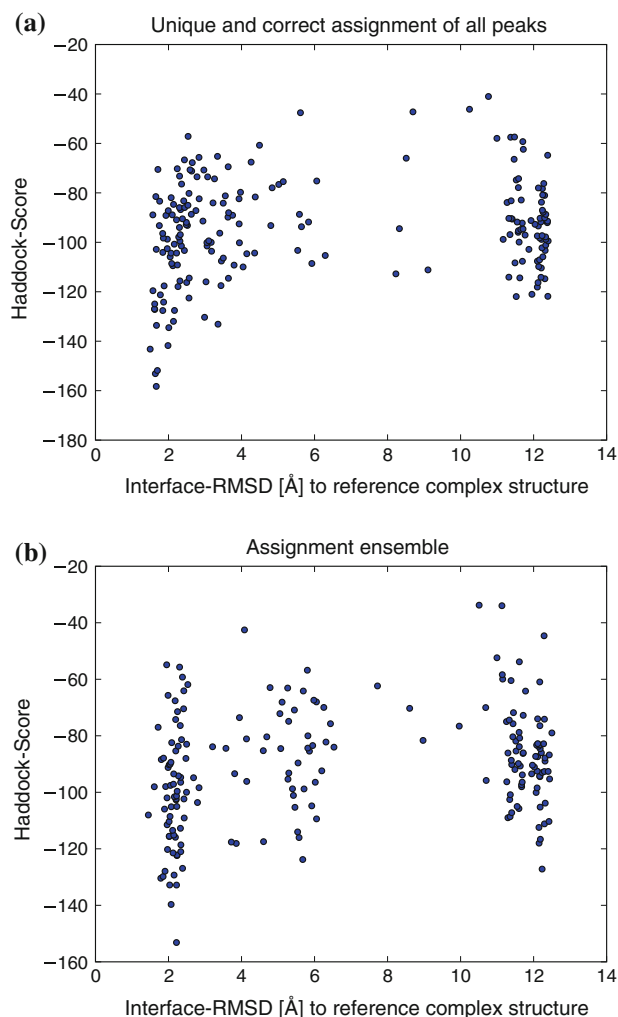 (a) Unique and correct assignment of all peaks
−20
−40
−60
−80
−100
−120
−140
−160
−180
Haddock-Score
0 2 4 6 8 10 12 14
Interface-RMSD [Å] to reference complex structure
(b) Assignment ensemble
−20
−40
−60
−80
−100
−120
−140
−160
Haddock-Score
0 2 4 6 8 10 12 14
Interface-RMSD [Å] to reference complex structure